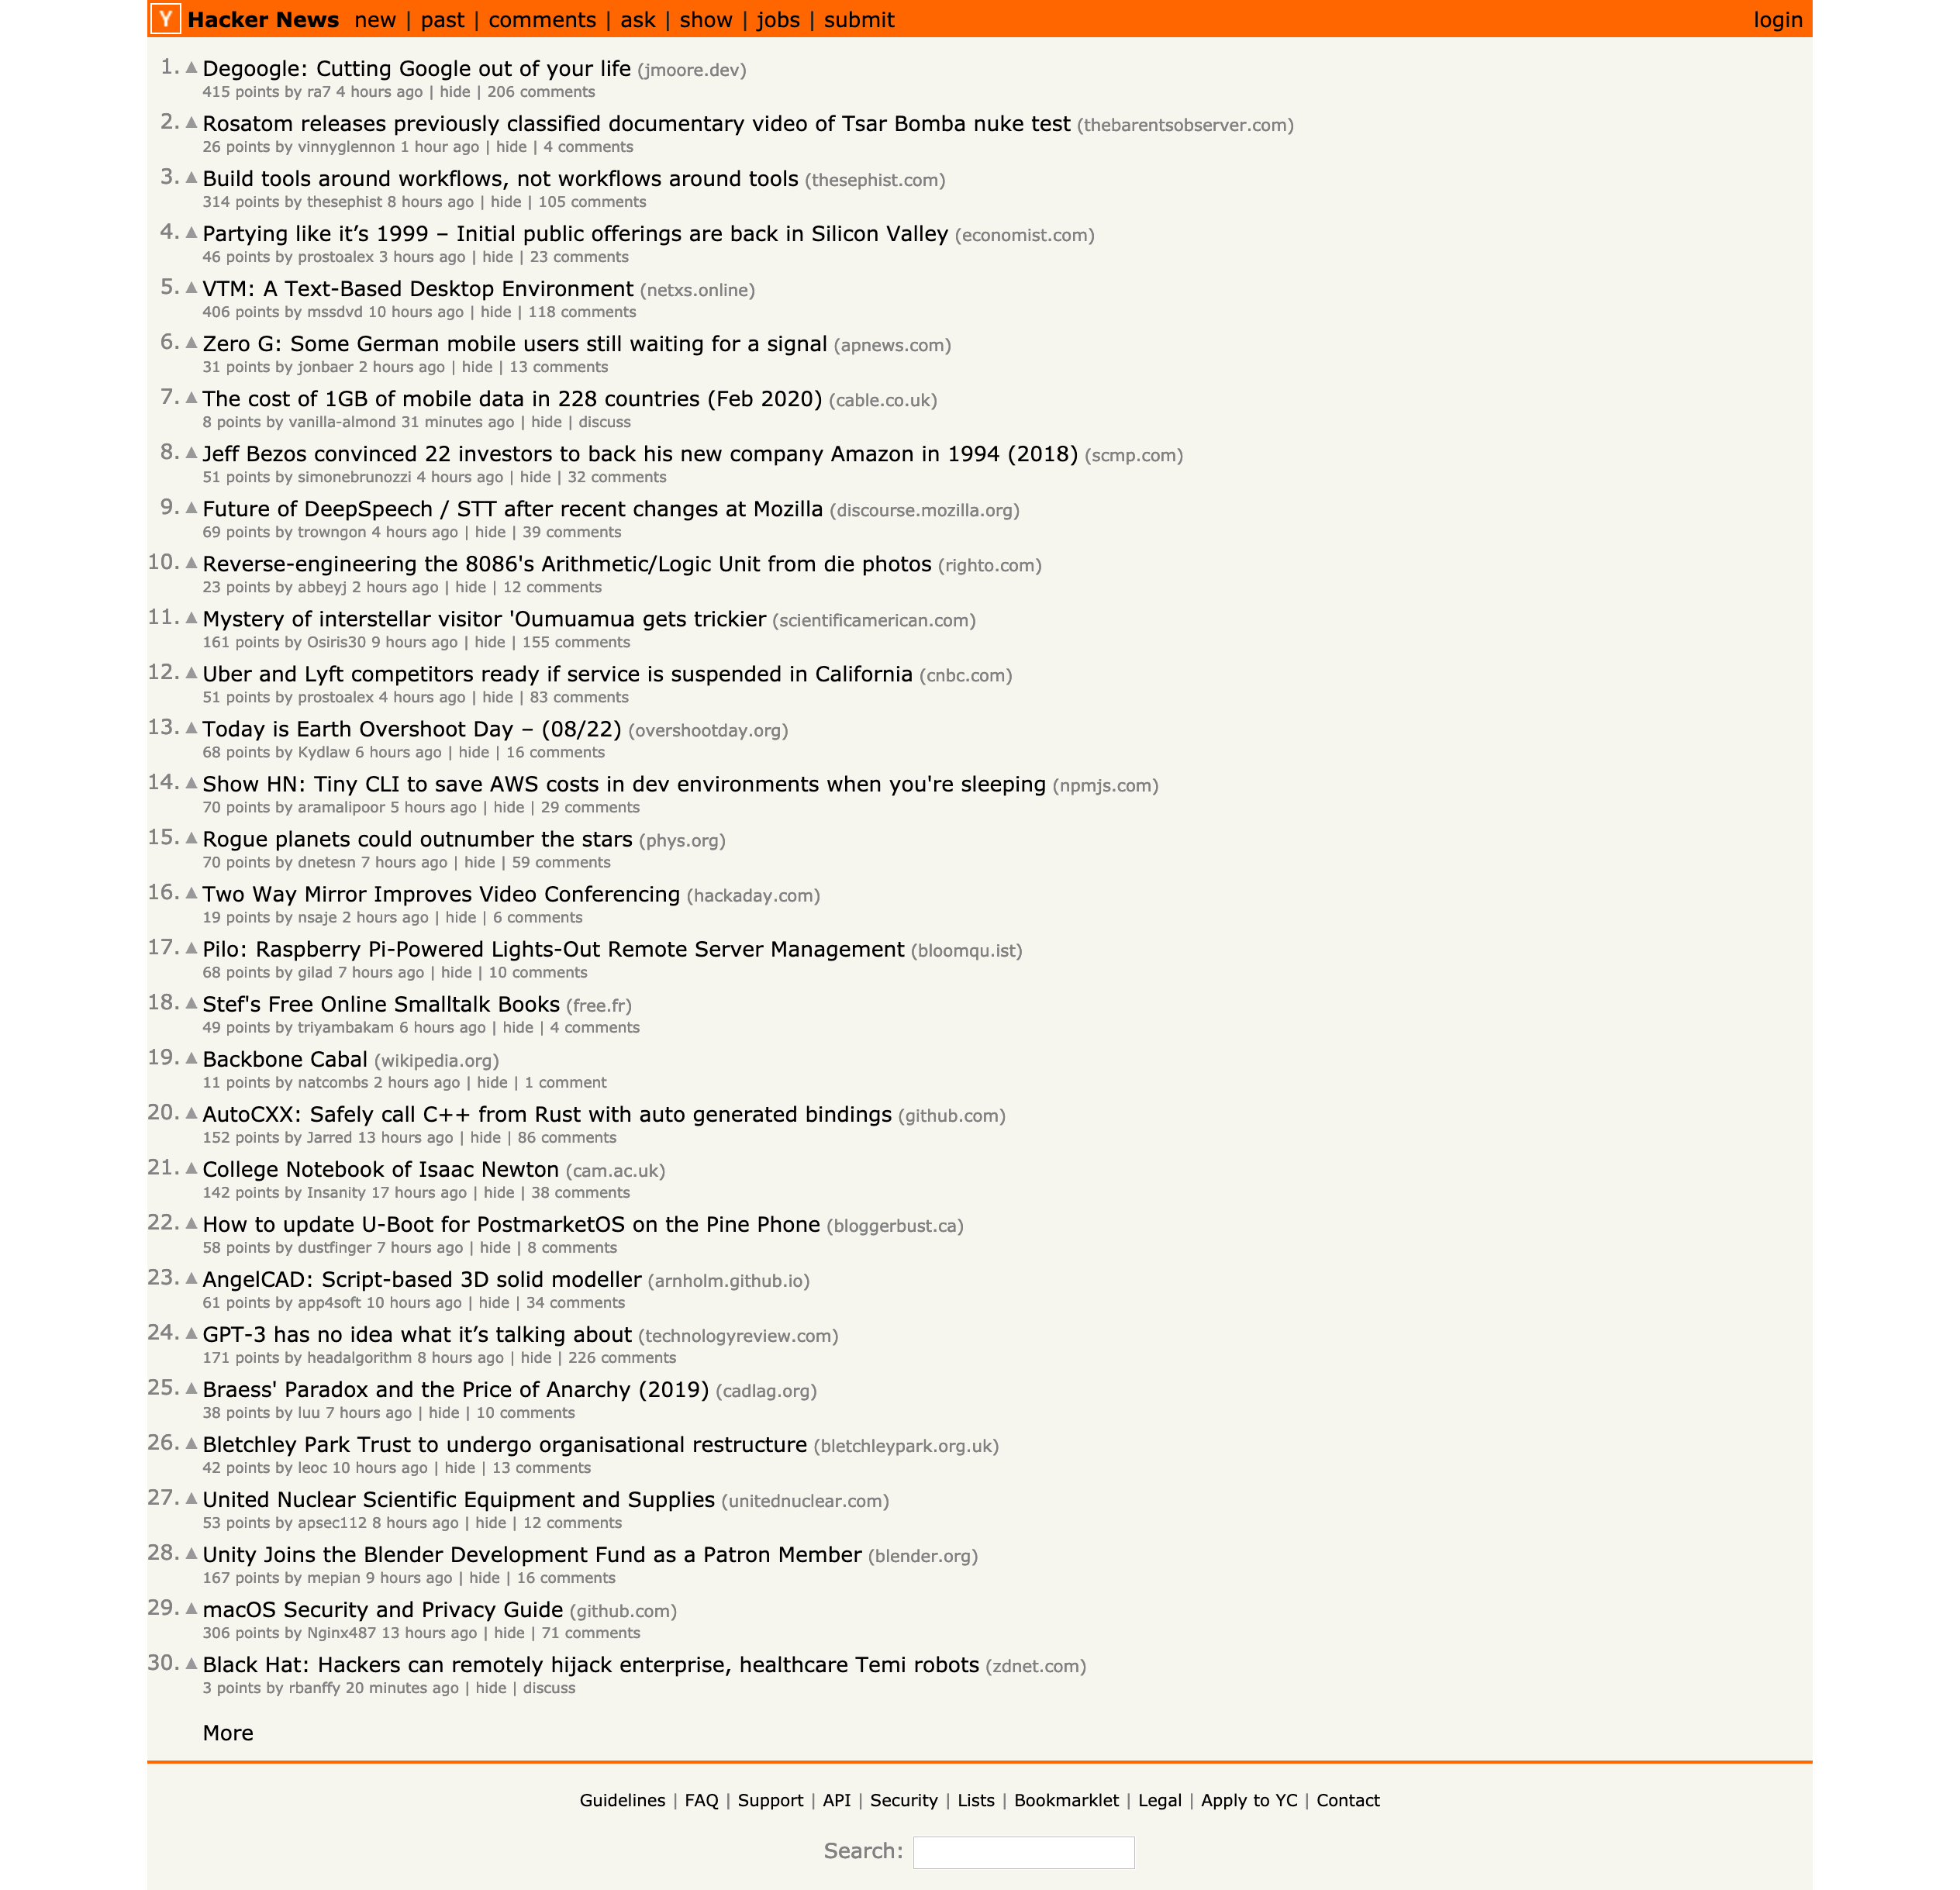 Y Hacker News new | past | comments | ask | show | jobs | submit login
1. ▲ Degoogle: Cutting Google out of your life (jmoore.dev)
415 points by ra7 4 hours ago | hide | 206 comments
2. ▲ Rosatom releases previously classified documentary video of Tsar Bomba nuke test (thebarentsobserver.com)
26 points by vinnyglennon 1 hour ago | hide | 4 comments
3. ▲ Build tools around workflows, not workflows around tools (thesephist.com)
314 points by thesephist 8 hours ago | hide | 105 comments
4. ▲ Partying like it’s 1999 – Initial public offerings are back in Silicon Valley (economist.com)
46 points by prostoalex 3 hours ago | hide | 23 comments
5. ▲ VTM: A Text-Based Desktop Environment (netxs.online)
406 points by mssdvd 10 hours ago | hide | 118 comments
6. ▲ Zero G: Some German mobile users still waiting for a signal (apnews.com)
31 points by jonbaer 2 hours ago | hide | 13 comments
7. ▲ The cost of 1GB of mobile data in 228 countries (Feb 2020) (cable.co.uk)
8 points by vanilla-almond 31 minutes ago | hide | discuss
8. ▲ Jeff Bezos convinced 22 investors to back his new company Amazon in 1994 (2018) (scmp.com)
51 points by simonebrunozzi 4 hours ago | hide | 32 comments
9. ▲ Future of DeepSpeech / STT after recent changes at Mozilla (discourse.mozilla.org)
69 points by trowngon 4 hours ago | hide | 39 comments
10. ▲ Reverse-engineering the 8086's Arithmetic/Logic Unit from die photos (righto.com)
23 points by abbeyj 2 hours ago | hide | 12 comments
11. ▲ Mystery of interstellar visitor 'Oumuamua gets trickier (scientificamerican.com)
161 points by Osiris30 9 hours ago | hide | 155 comments
12. ▲ Uber and Lyft competitors ready if service is suspended in California (cnbc.com)
51 points by prostoalex 4 hours ago | hide | 83 comments
13. ▲ Today is Earth Overshoot Day – (08/22) (overshootday.org)
68 points by Kydlaw 6 hours ago | hide | 16 comments
14. ▲ Show HN: Tiny CLI to save AWS costs in dev environments when you're sleeping (npmjs.com)
70 points by aramalipoor 5 hours ago | hide | 29 comments
15. ▲ Rogue planets could outnumber the stars (phys.org)
70 points by dnetesn 7 hours ago | hide | 59 comments
16. ▲ Two Way Mirror Improves Video Conferencing (hackaday.com)
19 points by nsaje 2 hours ago | hide | 6 comments
17. ▲ Pilo: Raspberry Pi-Powered Lights-Out Remote Server Management (bloomqu.ist)
68 points by gilad 7 hours ago | hide | 10 comments
18. ▲ Stef's Free Online Smalltalk Books (free.fr)
49 points by triyambakam 6 hours ago | hide | 4 comments
19. ▲ Backbone Cabal (wikipedia.org)
11 points by natcombs 2 hours ago | hide | 1 comment
20. ▲ AutoCXX: Safely call C++ from Rust with auto generated bindings (github.com)
152 points by Jarred 13 hours ago | hide | 86 comments
21. ▲ College Notebook of Isaac Newton (cam.ac.uk)
142 points by Insanity 17 hours ago | hide | 38 comments
22. ▲ How to update U-Boot for PostmarketOS on the Pine Phone (bloggerbust.ca)
58 points by dustfinger 7 hours ago | hide | 8 comments
23. ▲ AngelCAD: Script-based 3D solid modeller (arnholm.github.io)
61 points by app4soft 10 hours ago | hide | 34 comments
24. ▲ GPT-3 has no idea what it’s talking about (technologyreview.com)
171 points by headalgorithm 8 hours ago | hide | 226 comments
25. ▲ Braess' Paradox and the Price of Anarchy (2019) (cadlag.org)
38 points by luu 7 hours ago | hide | 10 comments
26. ▲ Bletchley Park Trust to undergo organisational restructure (bletchleypark.org.uk)
42 points by leoc 10 hours ago | hide | 13 comments
27. ▲ United Nuclear Scientific Equipment and Supplies (unitednuclear.com)
53 points by apsec112 8 hours ago | hide | 12 comments
28. ▲ Unity Joins the Blender Development Fund as a Patron Member (blender.org)
167 points by mepian 9 hours ago | hide | 16 comments
29. ▲ macOS Security and Privacy Guide (github.com)
306 points by Nginx487 13 hours ago | hide | 71 comments
30. ▲ Black Hat: Hackers can remotely hijack enterprise, healthcare Temi robots (zdnet.com)
3 points by rbanffy 20 minutes ago | hide | discuss
More
Guidelines | FAQ | Support | API | Security | Lists | Bookmarklet | Legal | Apply to YC | Contact
Search: